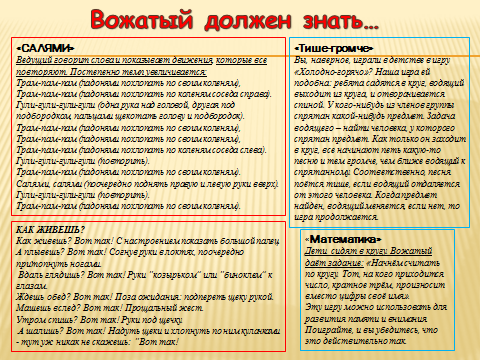 Вожатый должен знать…
«САЛЯМИ»
Ведущий говорит слова и показывает движения, которые все
повторяют. Постепенно темп увеличивается:
Трам-пам-пам (ладонями похлопать по своим коленям),
Трам-пам-пам (ладонями похлопать по коленям соседа справа).
Гули-гули-гули-гули (одна рука над головой, другая под
подбородком, пальцами щекотать голову и подбородок).
Трам-пам-пам (ладонями похлопать по своим коленям),
Трам-пам-пам (ладонями похлопать по своим коленям),
Трам-пам-пам (ладонями похлопать по коленям соседа слева).
Гули-гули-гули-гули (повторить).
Трам-пам-пам (ладонями похлопать по своим коленям).
Салями, салями (поочередно поднять правую и левую руки вверх).
Гули-гули-гули-гули (повторить).
Трам-пам-пам (ладонями похлопать по своим коленям).
КАК ЖИВЕШЬ?
Как живешь? Вот так! С настроением показать большой палец.
А плывешь? Вот так! Согнув руки в локтях, поочередно
притопнуть ногами.
Вдаль глядишь? Вот так! Руки "козырьком" или "биноклем" к
глазам.
Ждешь обед? Вот так! Поза ожидания: подпереть щеку рукой.
Машешь вслед? Вот так! Прощальный жест.
Утром спишь? Вот так! Руки под щечку.
А шалишь? Вот так! Надуть щеки и хлопнуть по ним кулачками
- тут уж никак не скажешь: "Вот так!
«Тише-громче»
Вы, наверное, играли в детстве в игру
«Холодно-горячо»? Наша игра ей
подобна: ребята садятся в круг, водящий
выходит из круга, и отворачивается
спиной. У кого-нибудь из членов группы
спрятан какой-нибудь предмет. Задача
водящего – найти человека, у которого
спрятан предмет. Как только он заходит
в круг, все начинают петь какую-то
песню и тем громче, чем ближе водящий к
спрятанному. Соответственно, песня
поётся тише, если водящий отдаляется
от этого человека. Когда предмет
найден, водящий меняется, если нет, то
игра продолжается.
«Математика»
Дети сидят в кругу. Вожатый
даёт задание: «Начнём считать
по кругу. Тот, на кого приходится
число, кратное трём, произносит
вместо цифры своё имя».
Эту игру можно использовать для
развития памяти и внимания.
Поиграйте, и вы убедитесь, что
это действительно так.